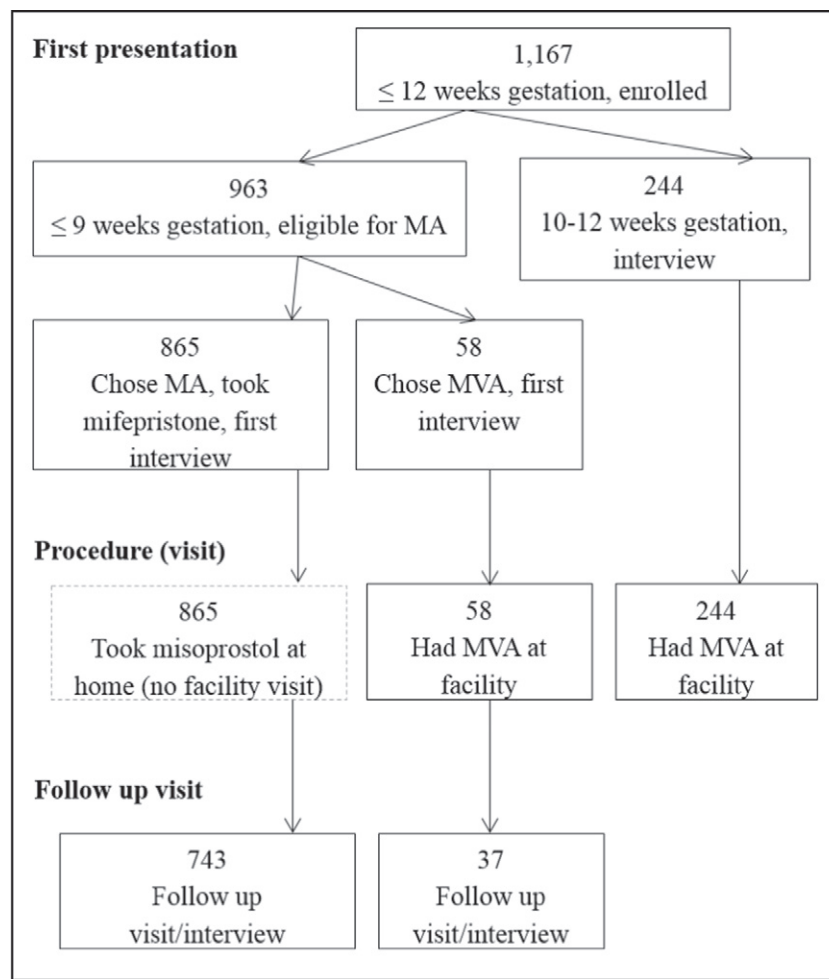 First presentation
1,167
≤ 12 weeks gestation, enrolled
963
≤ 9 weeks gestation, eligible for MA
244
10-12 weeks gestation,
interview
865
Chose MA, took
mifepristone, first
interview
58
Chose MVA, first
interview
Procedure (visit)
865
Took misoprostol at
home (no facility visit)
58
Had MVA at
facility
244
Had MVA at
facility
Follow up visit
743
Follow up
visit/interview
37
Follow up
visit/interview